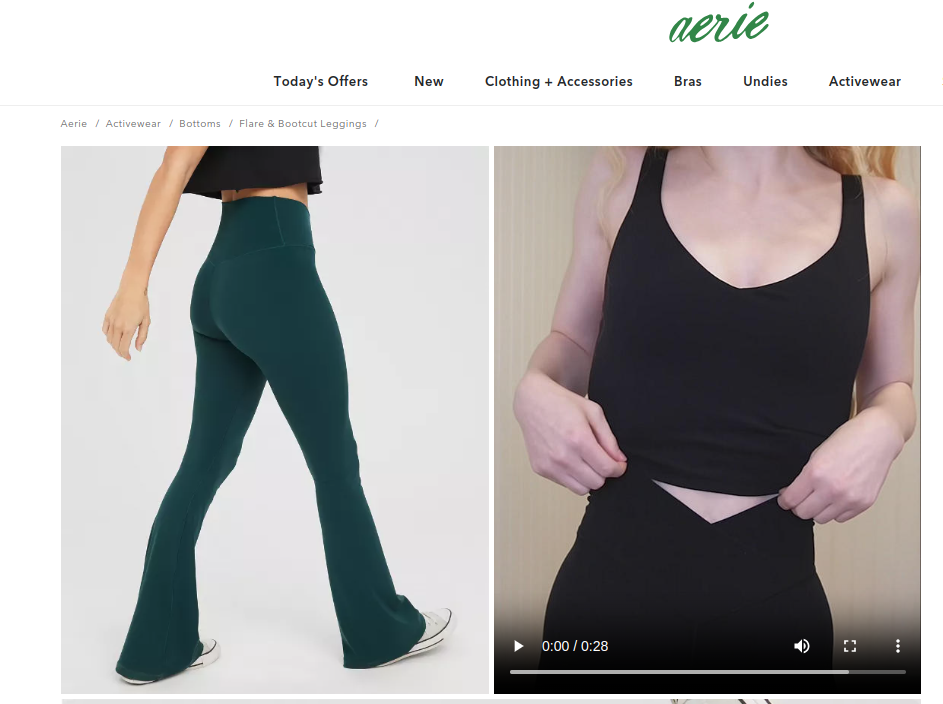 aerie
Today's Offers New Clothing + Accessories Bras Undies Activewear
Aerie / Activewear / Bottoms / Flare & Bootcut Leggings /
0:00 / 0:28